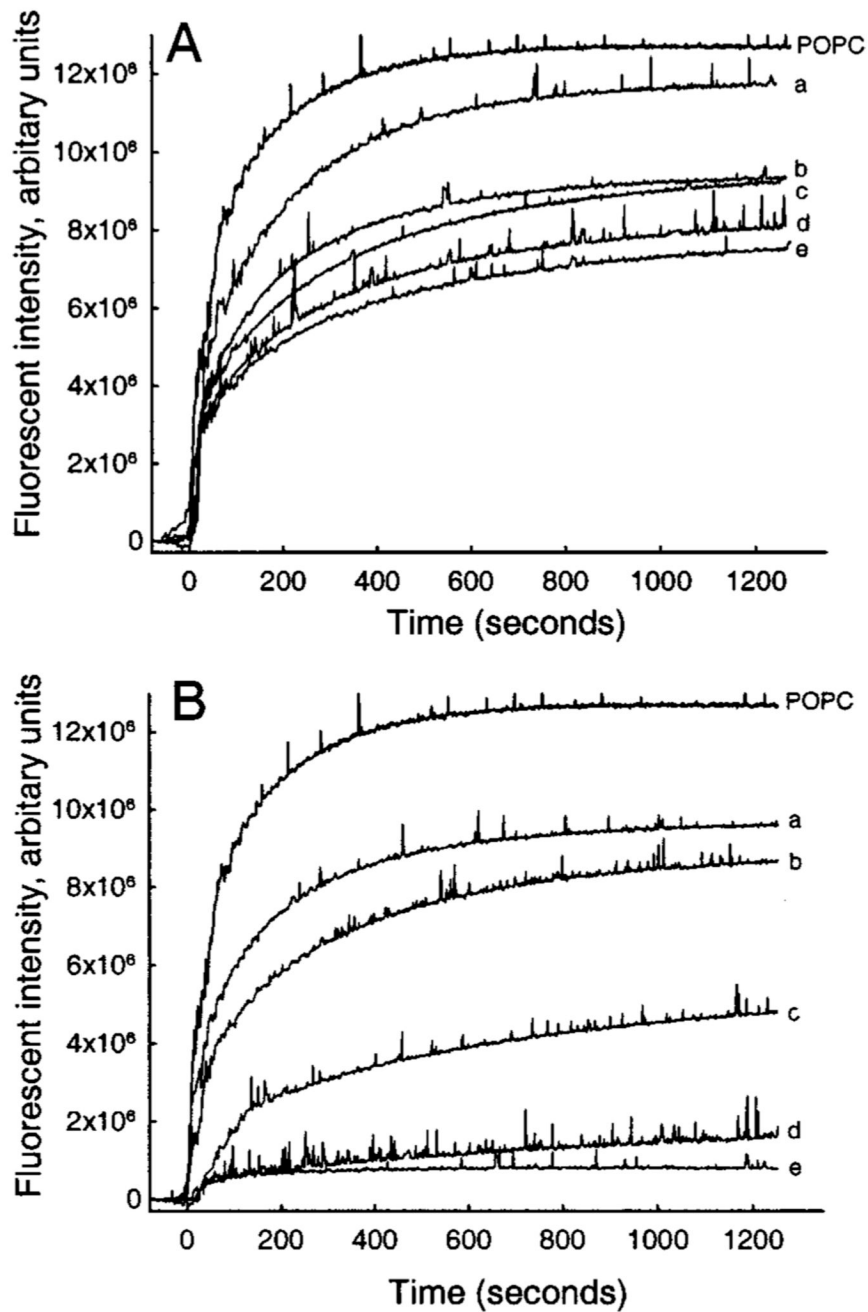 A
Fluorescent intensity, arbitary units
12x10⁶
10x10⁶
8x10⁶
6x10⁶
4x10⁶
2x10⁶
0
POPC
a
b
c
d
e
0 200 400 600 800 1000 1200
Time (seconds)
B
Fluorescent intensity, arbitary units
12x10⁶
10x10⁶
8x10⁶
6x10⁶
4x10⁶
2x10⁶
0
POPC
a
b
c
d
e
0 200 400 600 800 1000 1200
Time (seconds)